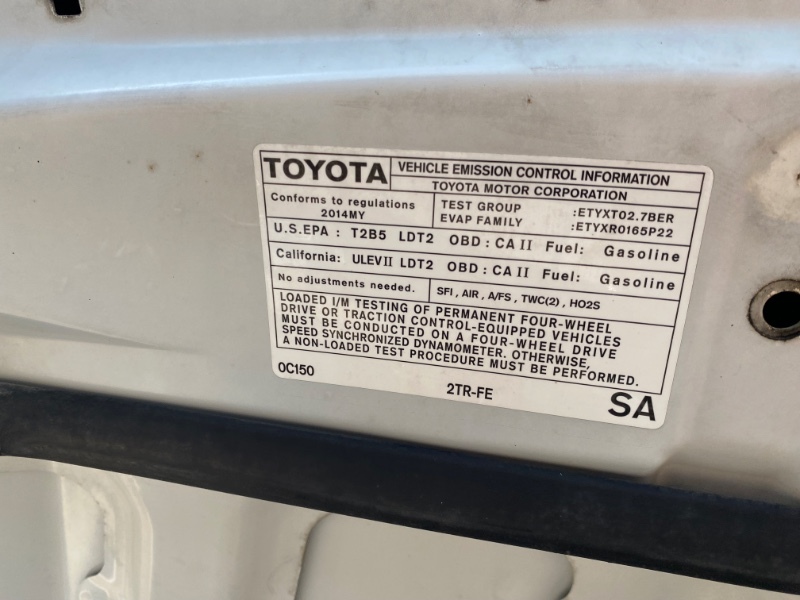 TOYOTA VEHICLE EMISSION CONTROL INFORMATION
TOYOTA MOTOR CORPORATION
Conforms to regulations
2014MY
TEST GROUP :ETYXT02.7BER
EVAP FAMILY :ETYXR0165P22
U.S.EPA : T2B5 LDT2 OBD : CA II Fuel: Gasoline
California: ULEV II LDT2 OBD : CA II Fuel: Gasoline
No adjustments needed.
SFI , AIR , A/FS , TWC(2) , HO2S
LOADED I/M TESTING OF PERMANENT FOUR-WHEEL
DRIVE OR TRACTION CONTROL-EQUIPPED VEHICLES
MUST BE CONDUCTED ON A FOUR-WHEEL DRIVE
SPEED SYNCHRONIZED DYNAMOMETER. OTHERWISE,
A NON-LOADED TEST PROCEDURE MUST BE PERFORMED.
0C150 2TR-FE SA